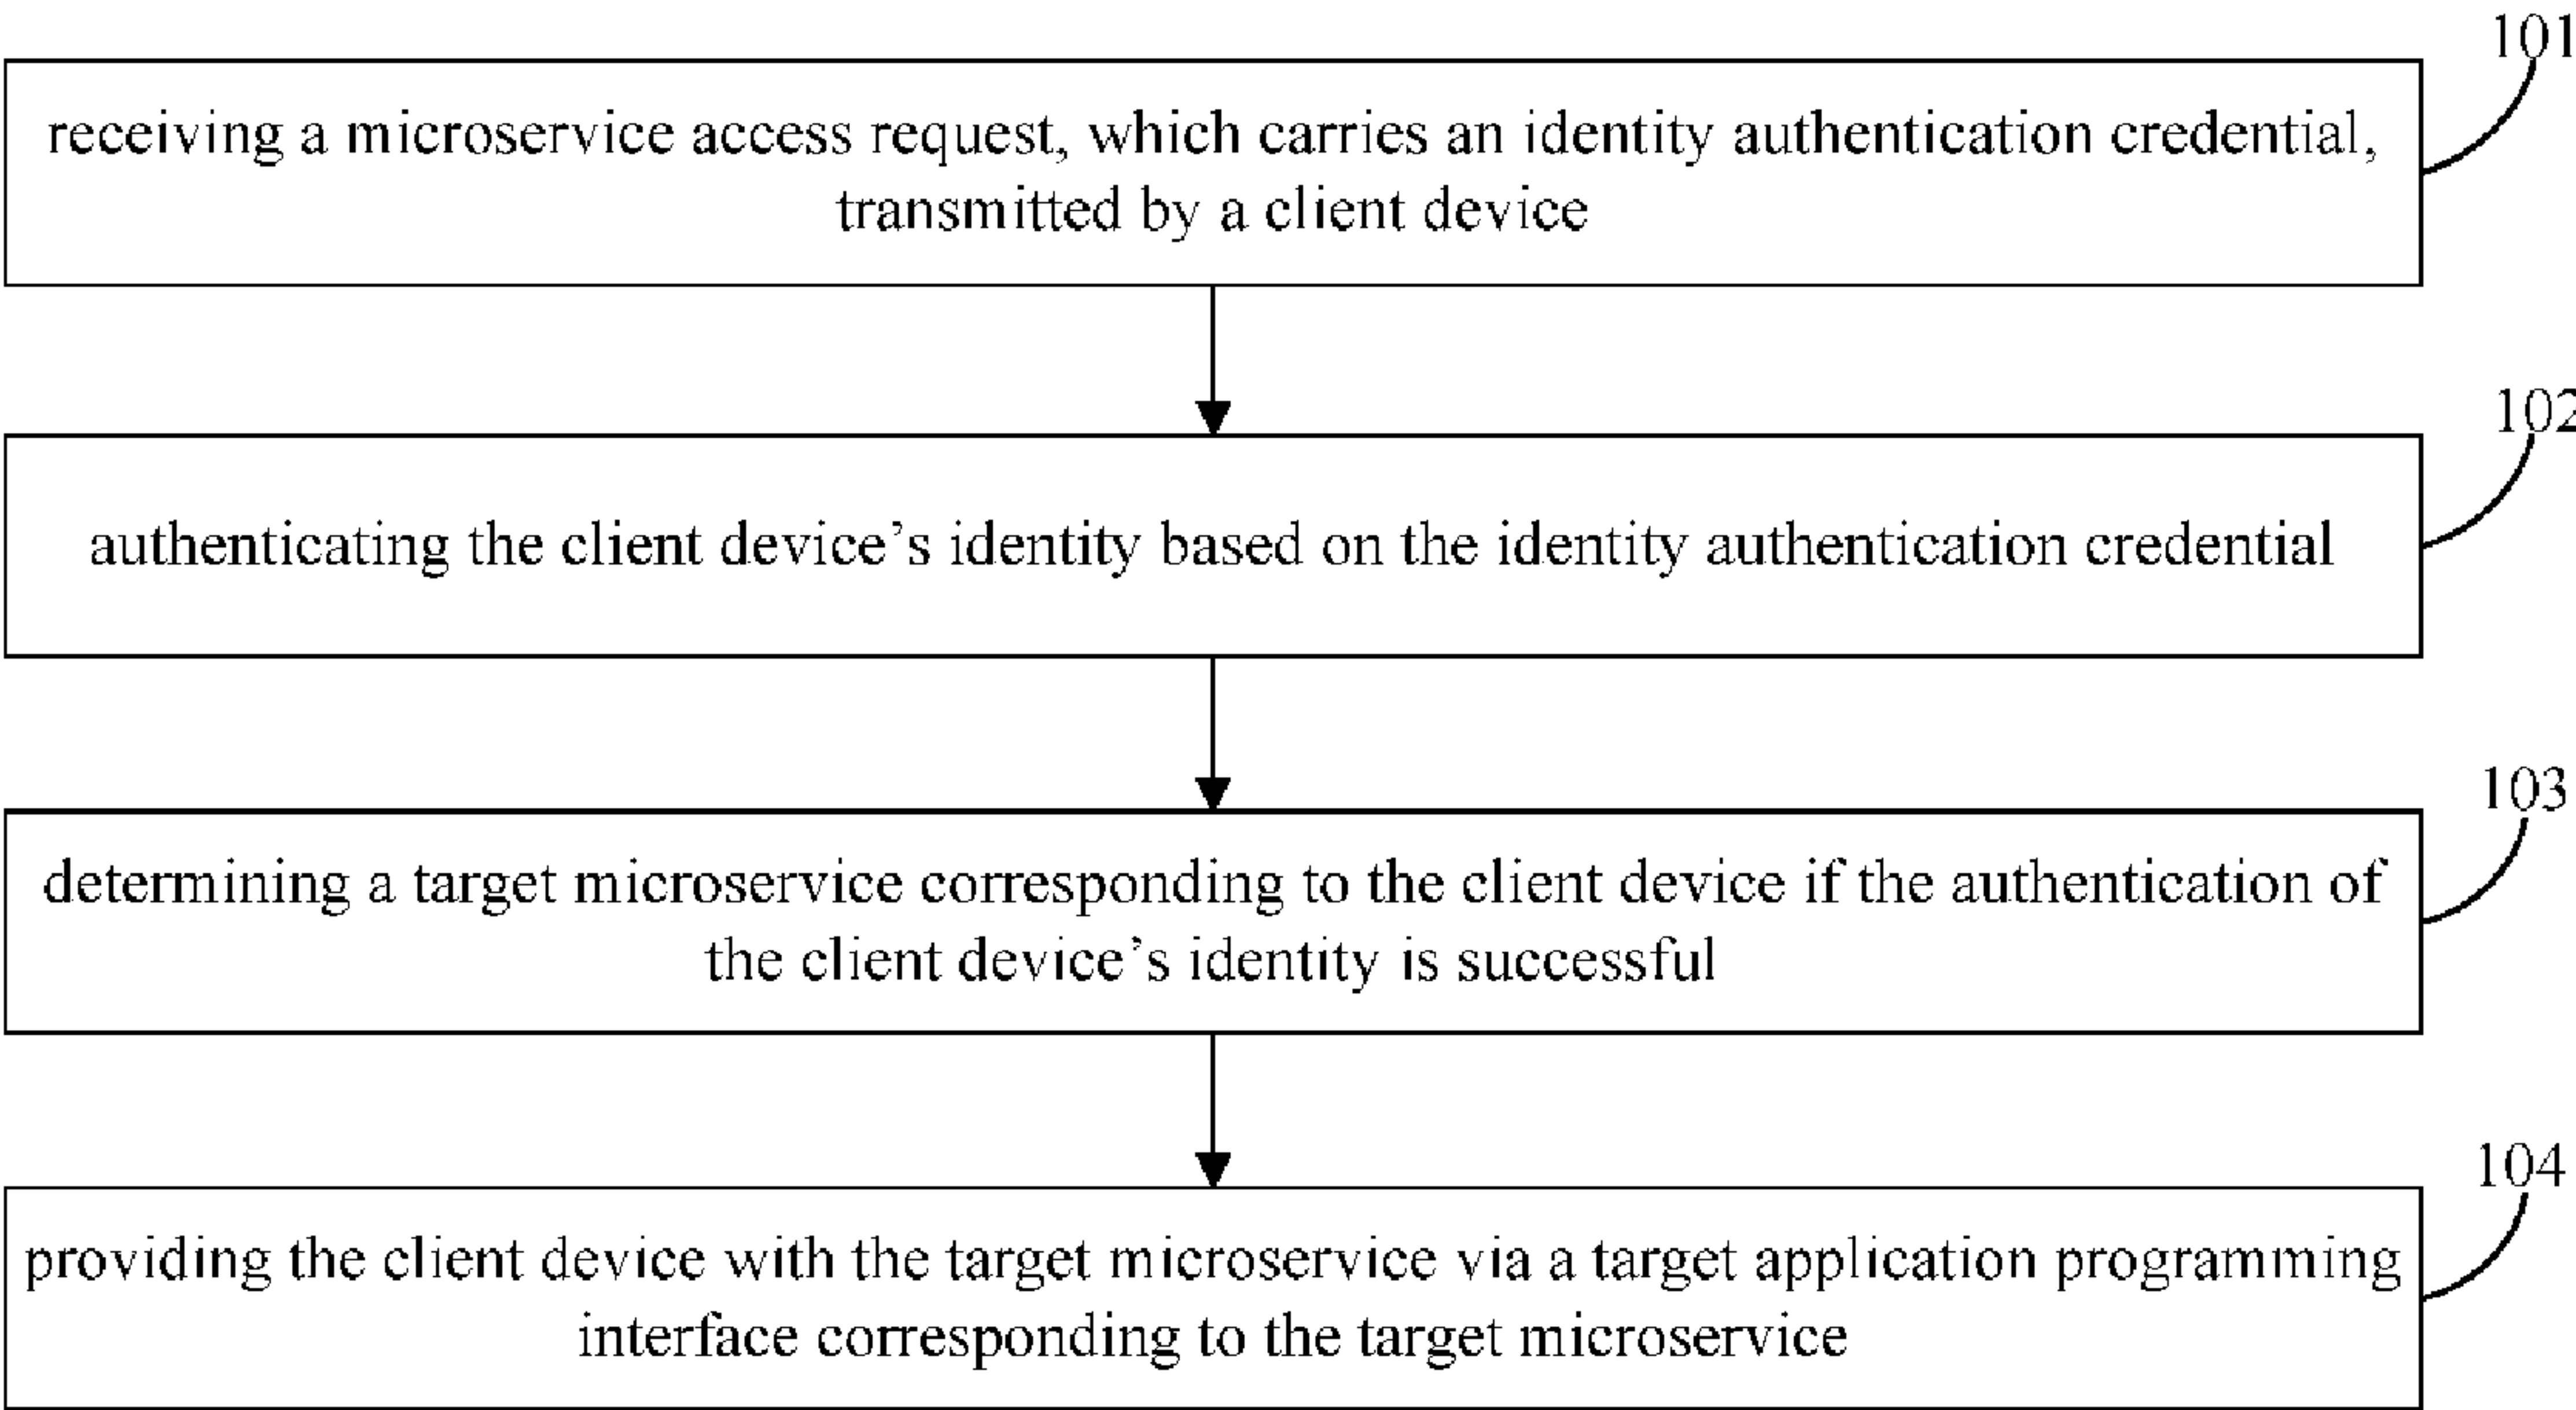 101
receiving a microservice access request, which carries an identity authentication credential,
transmitted by a client device
102
authenticating the client device’s identity based on the identity authentication credential
103
determining a target microservice corresponding to the client device if the authentication of
the client device’s identity is successful
104
providing the client device with the target microservice via a target application programming
interface corresponding to the target microservice